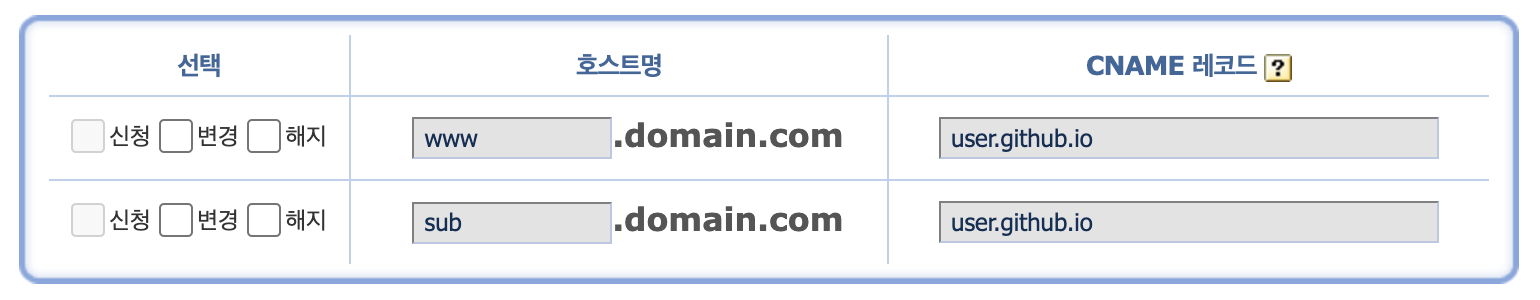 선택 호스트명 CNAME 레코드 ?
신청 변경 해지 www .domain.com user.github.io
신청 변경 해지 sub .domain.com user.github.io